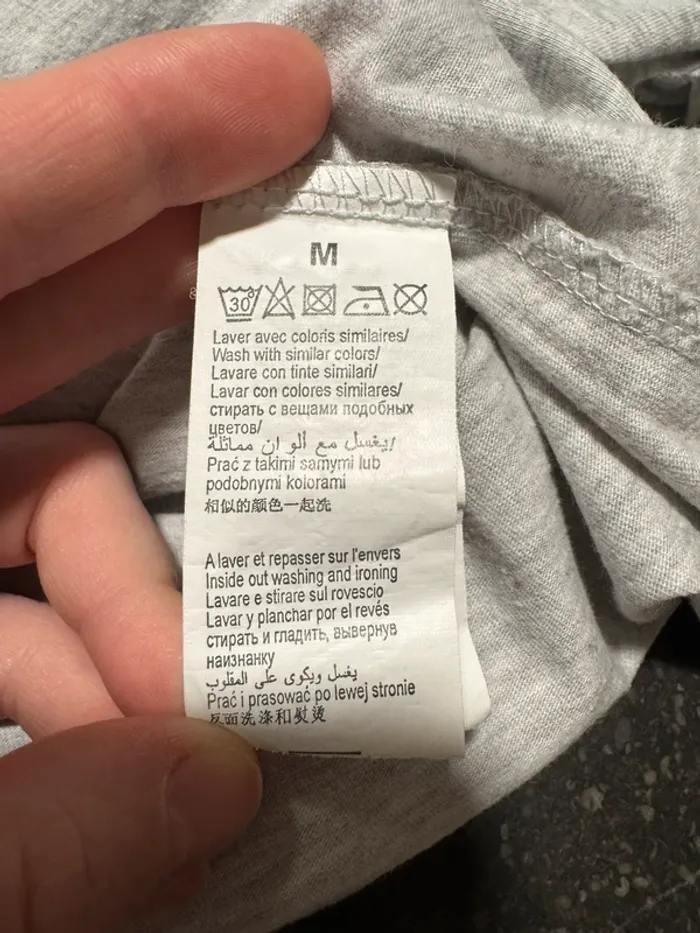 M
30°
Laver avec coloris similaires/
Wash with similar colors/
Lavare con tinte similari/
Lavar con colores similares/
стирать с вещами подобных
цветов/
يغسل مع ألو ان مماثلة/
Prać z takimi samymi lub
podobnymi kolorami
相似的颜色一起洗
A laver et repasser sur l'envers
Inside out washing and ironing
Lavare e stirare sul rovescio
Lavar y planchar por el revés
стирать и гладить, вывернув
наизнанку
يغسل ويكوى على المقلوب
Prać i prasować po lewej stronie
反面洗涤和熨烫